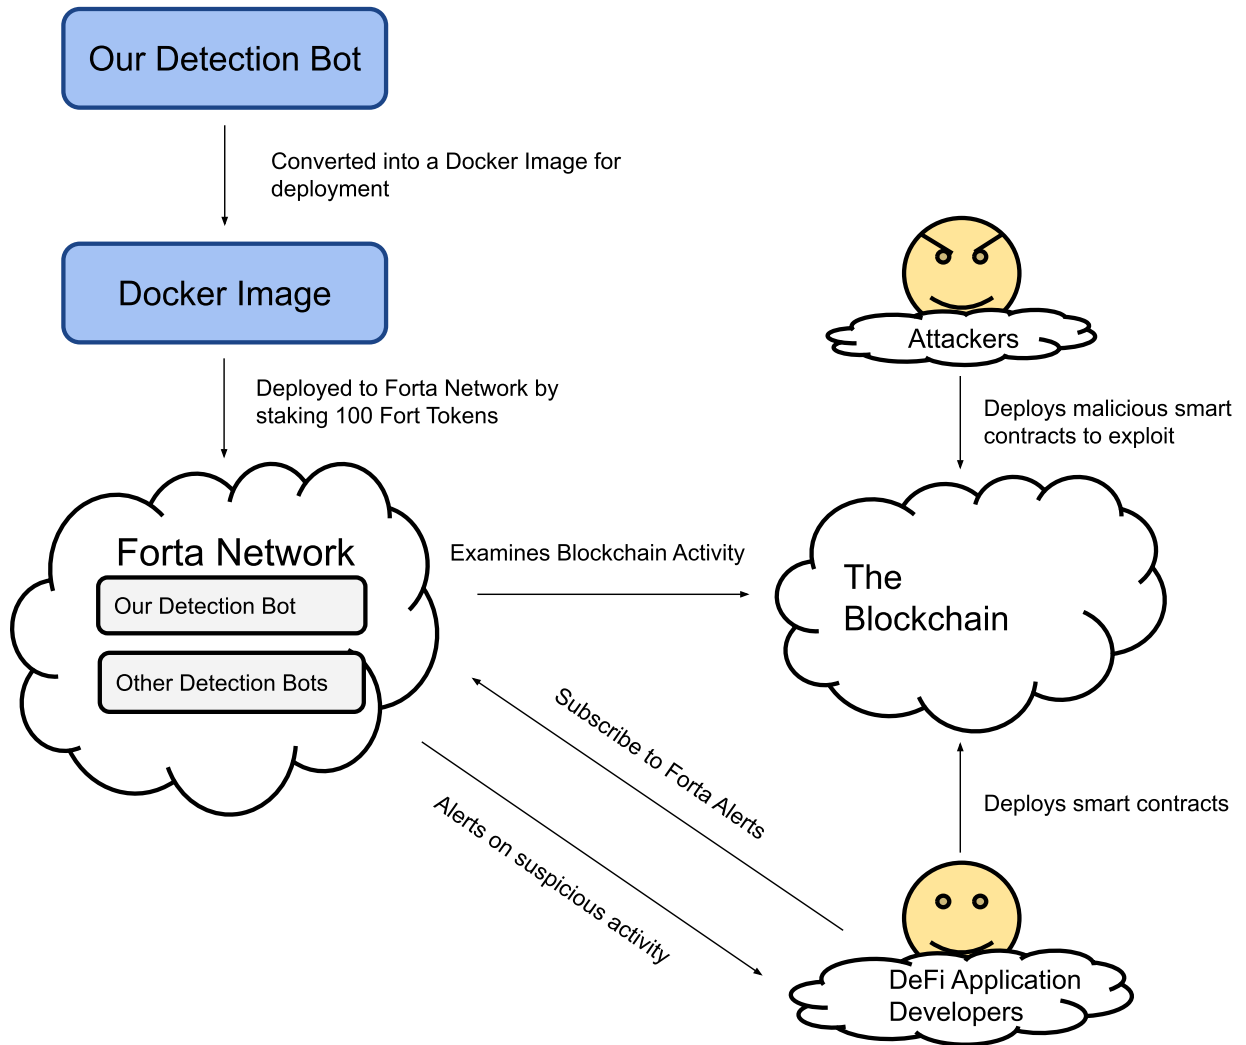 Our Detection Bot
Converted into a Docker Image for
deployment
Docker Image
Attackers
Deployed to Forta Network by
staking 100 Fort Tokens
Deploys malicious smart
contracts to exploit
Forta Network
Our Detection Bot
Other Detection Bots
Examines Blockchain Activity
The
Blockchain
Subscribe to Forta Alerts
Alerts on suspicious activity
Deploys smart contracts
DeFi Application
Developers